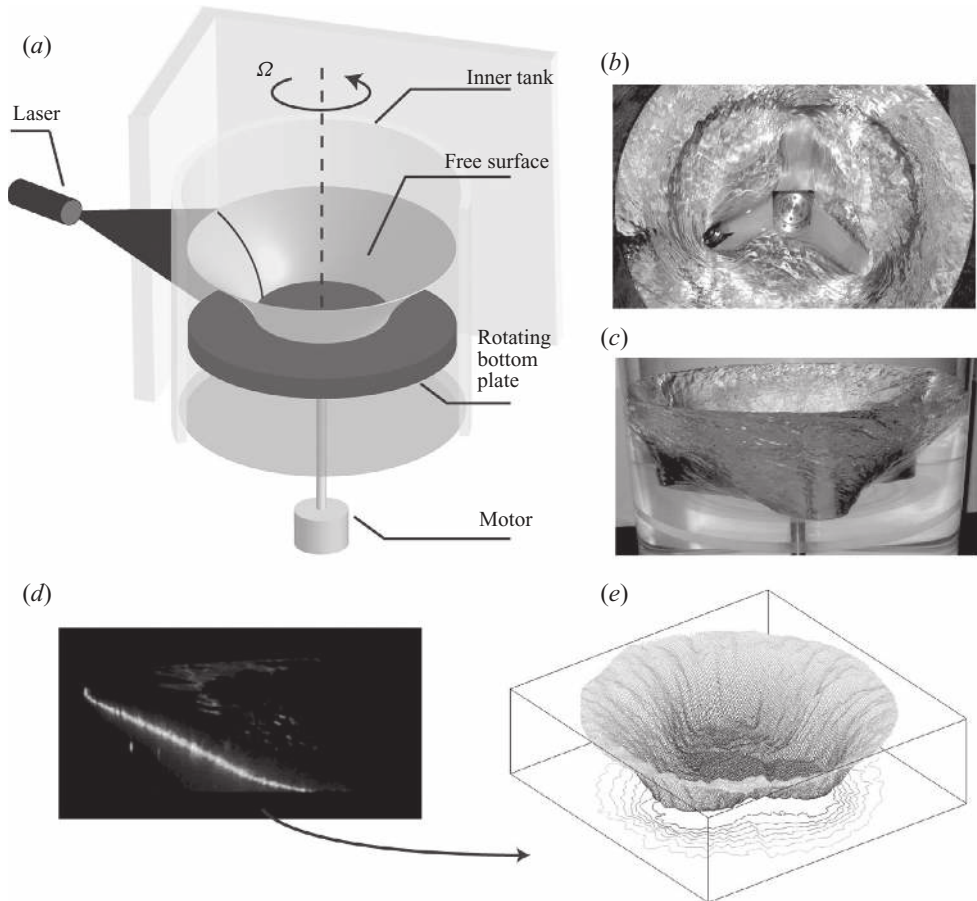 (a)
Ω
Inner tank
Laser
Free surface
Rotating
bottom
plate
Motor
(b)
(c)
(d)
(e)